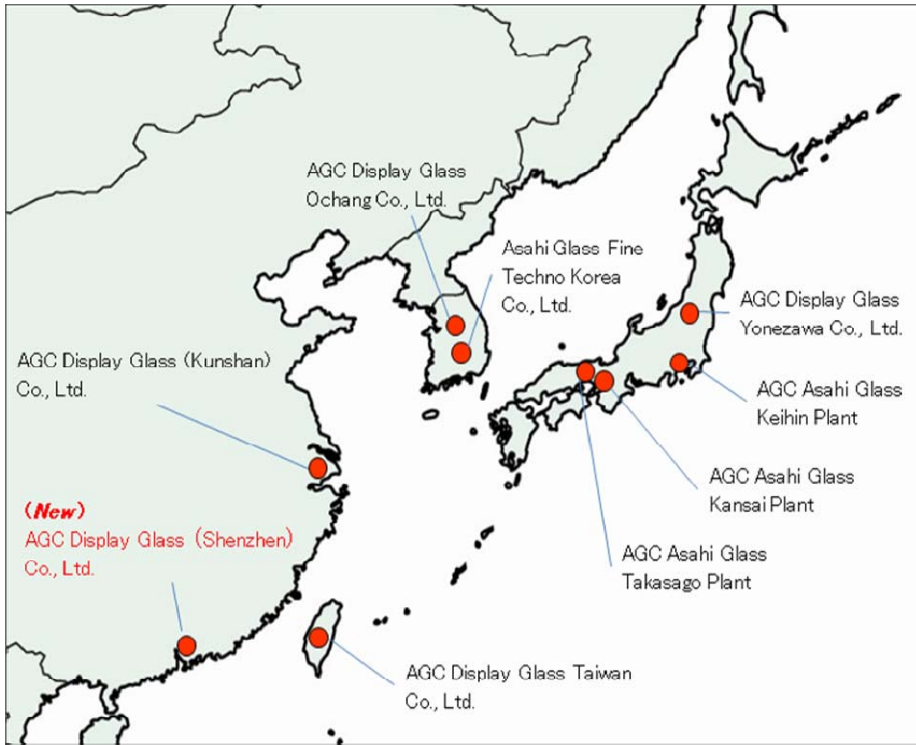 AGC Display Glass
Ochang Co., Ltd.
Asahi Glass Fine
Techno Korea
Co., Ltd.
AGC Display Glass
Yonezawa Co., Ltd.
AGC Display Glass (Kunshan)
Co., Ltd.
AGC Asahi Glass
Keihin Plant
AGC Asahi Glass
Kansai Plant
(New)
AGC Display Glass (Shenzhen)
Co., Ltd.
AGC Asahi Glass
Takasago Plant
AGC Display Glass Taiwan
Co., Ltd.